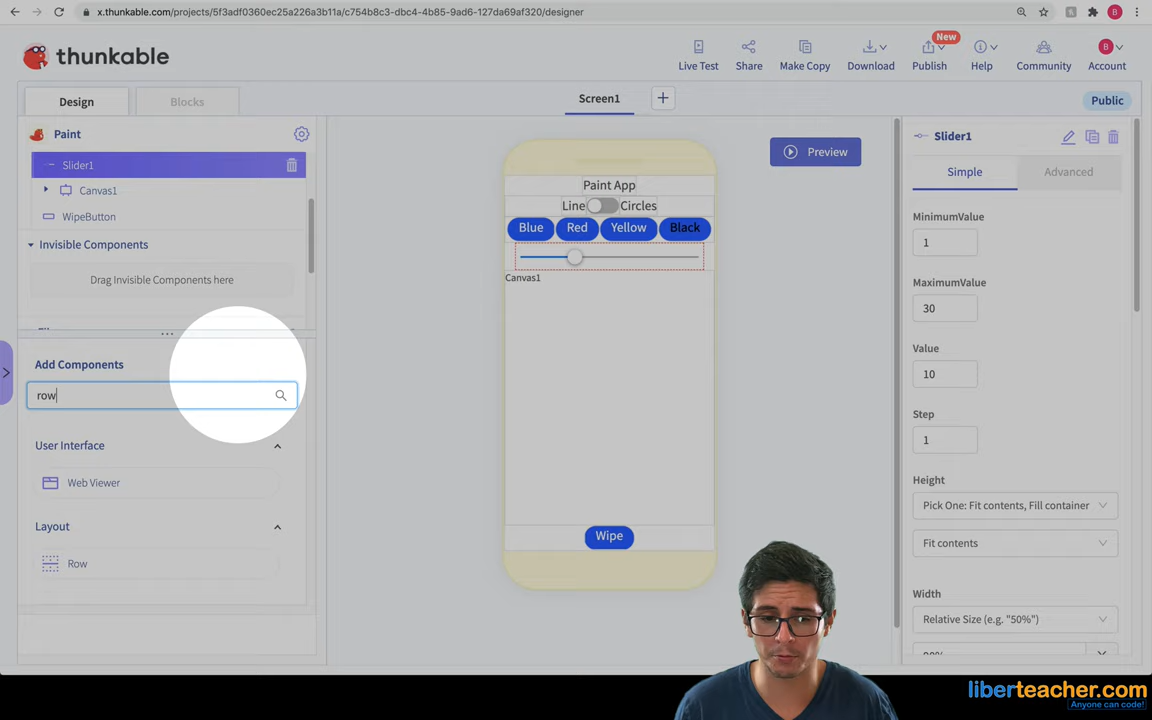 x.thunkable.com/projects/5f3adf0360ec25a226a3b11a/c754b8c3-dbc4-4b85-9ad6-127da69af320/designer
B
thunkable
Live Test
Share
Make Copy
Download
New
Publish
Help
Community
B
Account
Design
Blocks
Screen1
Public
Paint
Slider1
Canvas1
WipeButton
Invisible Components
Drag Invisible Components here
Add Components
row
User Interface
Web Viewer
Layout
Row
Preview
Paint App
Line
Circles
Blue
Red
Yellow
Black
Canvas1
Wipe
Slider1
Simple
Advanced
MinimumValue
1
MaximumValue
30
Value
10
Step
1
Height
Pick One: Fit contents, Fill container
Fit contents
Width
Relative Size (e.g. "50%")
liberteacher.com
Anyone can code!